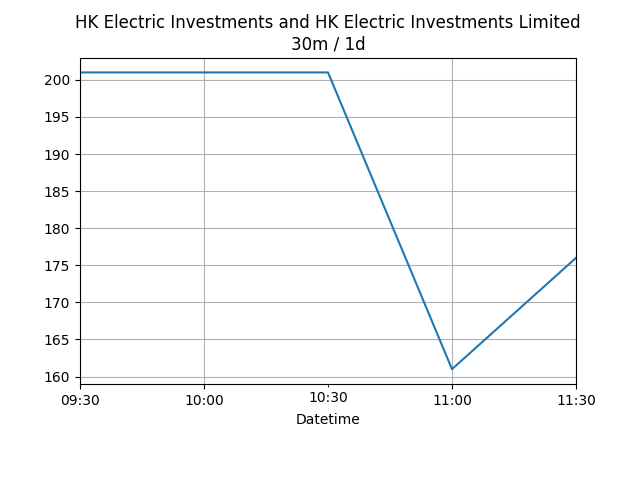 HK Electric Investments and HK Electric Investments Limited
30m / 1d
200
195
190
185
180
175
170
165
160
09:30 10:00 10:30 11:00 11:30
Datetime